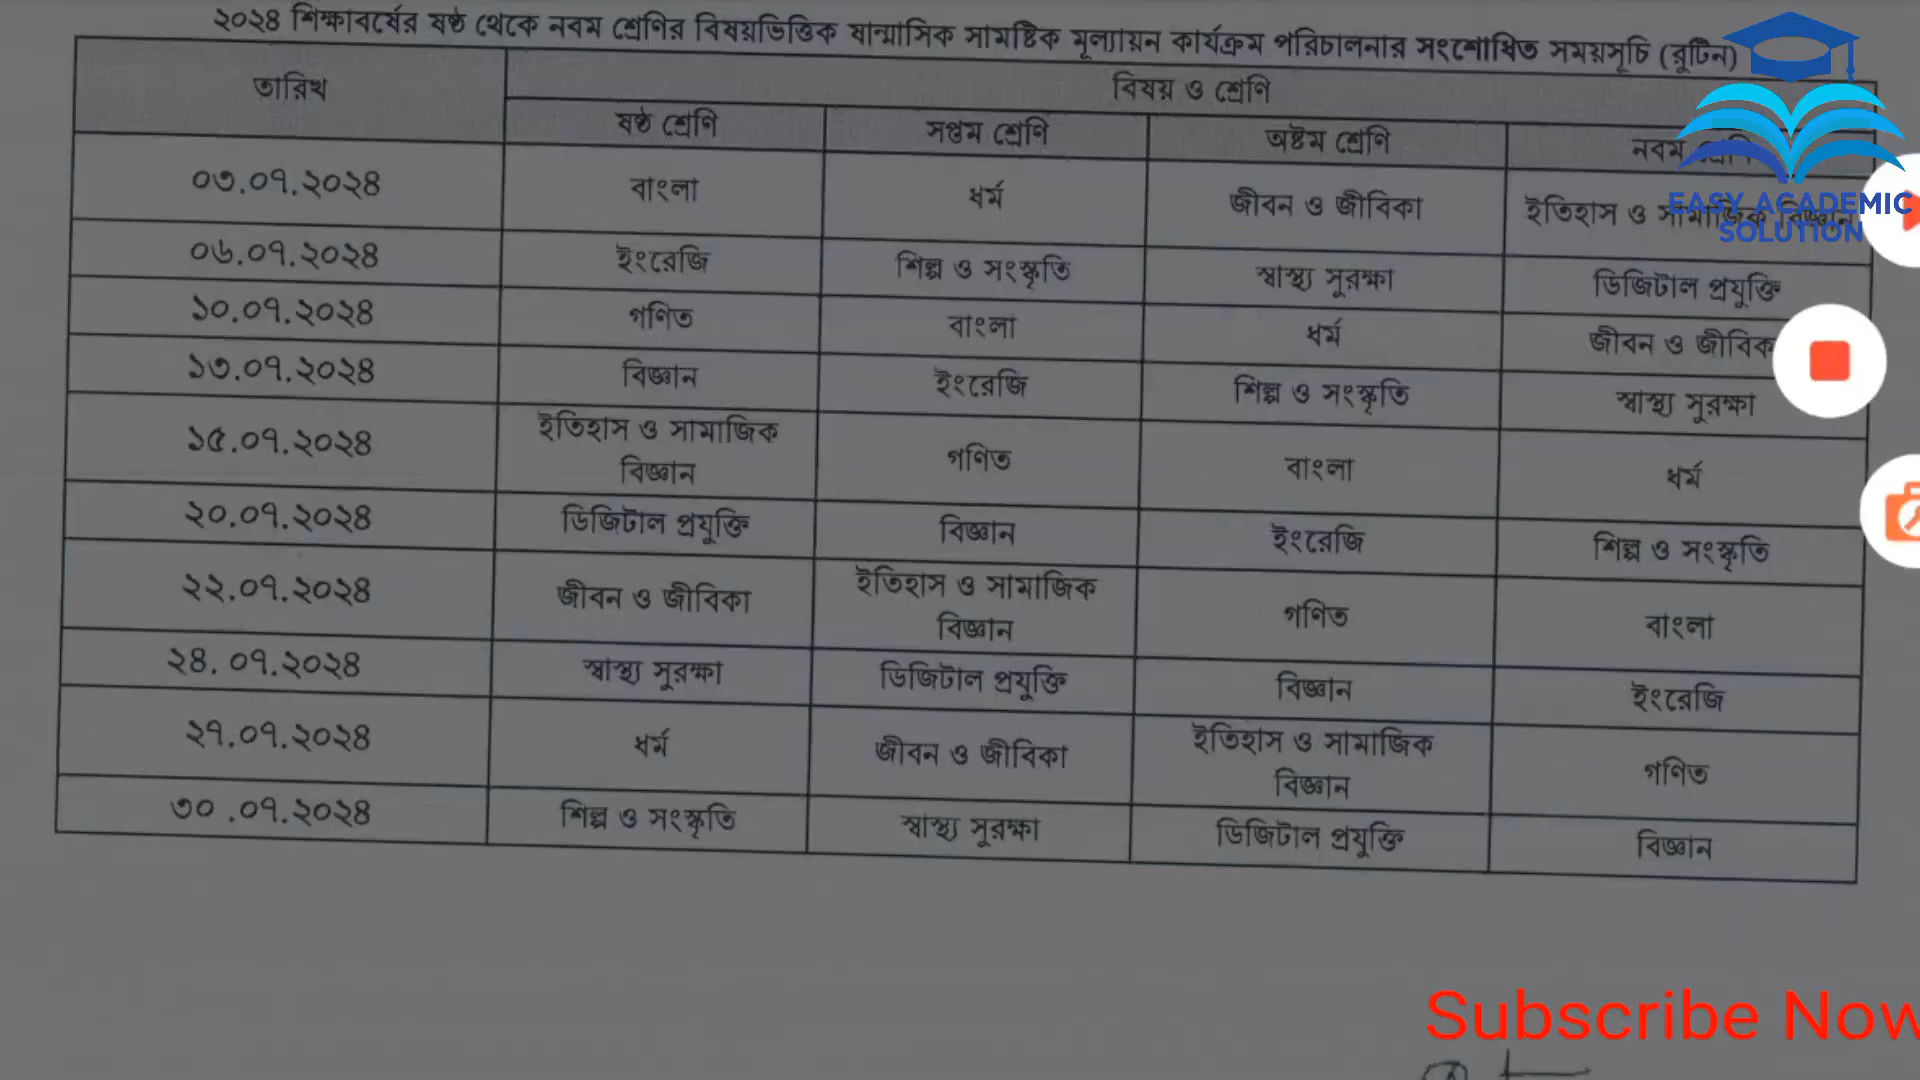 ২০২৪ শিক্ষাবর্ষের ষষ্ঠ থেকে নবম শ্রেণির বিষয়ভিত্তিক ষান্মাসিক সামষ্টিক মূল্যায়ন কার্যক্রম পরিচালনার সংশোধিত সময়সূচি (রুটিন)
তারিখ বিষয় ও শ্রেণি
ষষ্ঠ শ্রেণি সপ্তম শ্রেণি অষ্টম শ্রেণি নবম শ্রেণি
০৩.০৭.২০২৪ বাংলা ধর্ম জীবন ও জীবিকা ইতিহাস ও সামাজিক বিজ্ঞান
০৬.০৭.২০২৪ ইংরেজি শিল্প ও সংস্কৃতি স্বাস্থ্য সুরক্ষা ডিজিটাল প্রযুক্তি
১০.০৭.২০২৪ গণিত বাংলা ধর্ম জীবন ও জীবিকা
১৩.০৭.২০২৪ বিজ্ঞান ইংরেজি শিল্প ও সংস্কৃতি স্বাস্থ্য সুরক্ষা
১৫.০৭.২০২৪ ইতিহাস ও সামাজিক বিজ্ঞান গণিত বাংলা ধর্ম
২০.০৭.২০২৪ ডিজিটাল প্রযুক্তি বিজ্ঞান ইংরেজি শিল্প ও সংস্কৃতি
২২.০৭.২০২৪ জীবন ও জীবিকা ইতিহাস ও সামাজিক বিজ্ঞান গণিত বাংলা
২৪. ০৭.২০২৪ স্বাস্থ্য সুরক্ষা ডিজিটাল প্রযুক্তি বিজ্ঞান ইংরেজি
২৭.০৭.২০২৪ ধর্ম জীবন ও জীবিকা ইতিহাস ও সামাজিক বিজ্ঞান গণিত
৩০ .০৭.২০২৪ শিল্প ও সংস্কৃতি স্বাস্থ্য সুরক্ষা ডিজিটাল প্রযুক্তি বিজ্ঞান
EASY ACADEMIC
SOLUTION
Subscribe Now